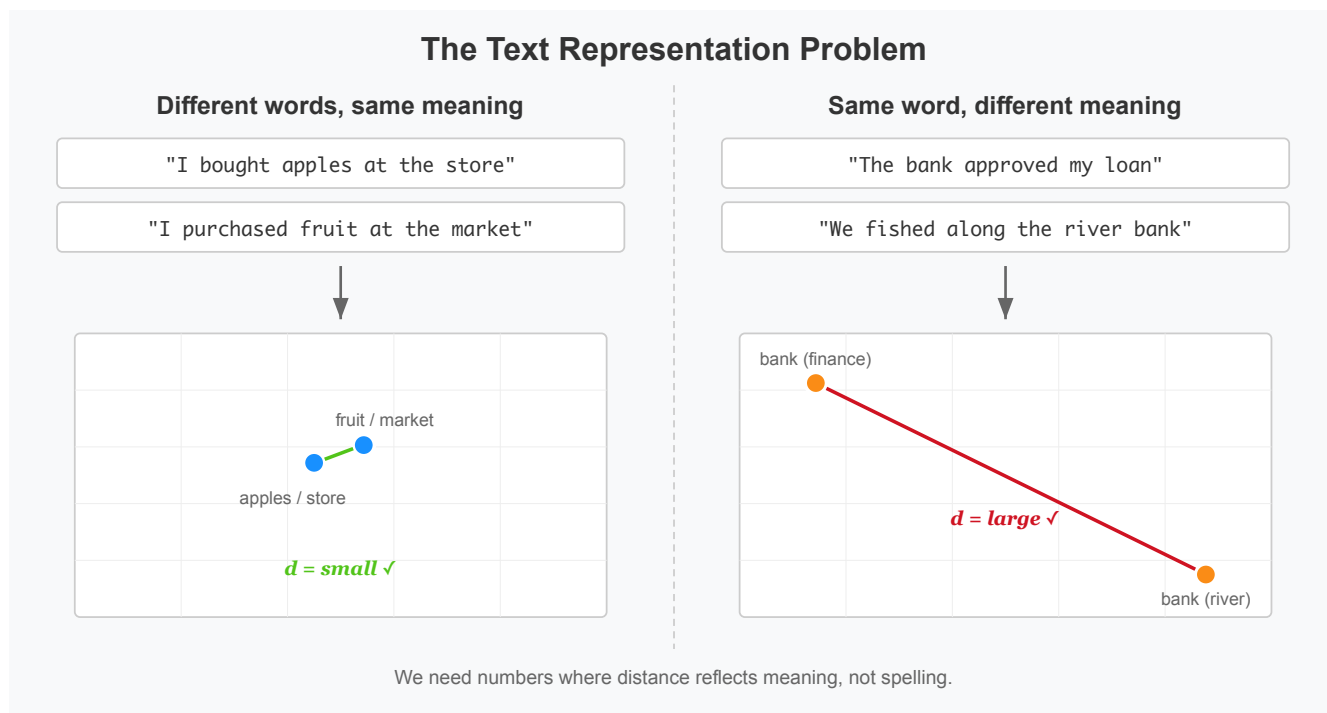 The Text Representation Problem
Different words, same meaning
"I bought apples at the store"
"I purchased fruit at the market"
fruit / market
apples / store
d = small ✓
Same word, different meaning
"The bank approved my loan"
"We fished along the river bank"
bank (finance)
d = large ✓
bank (river)
We need numbers where distance reflects meaning, not spelling.